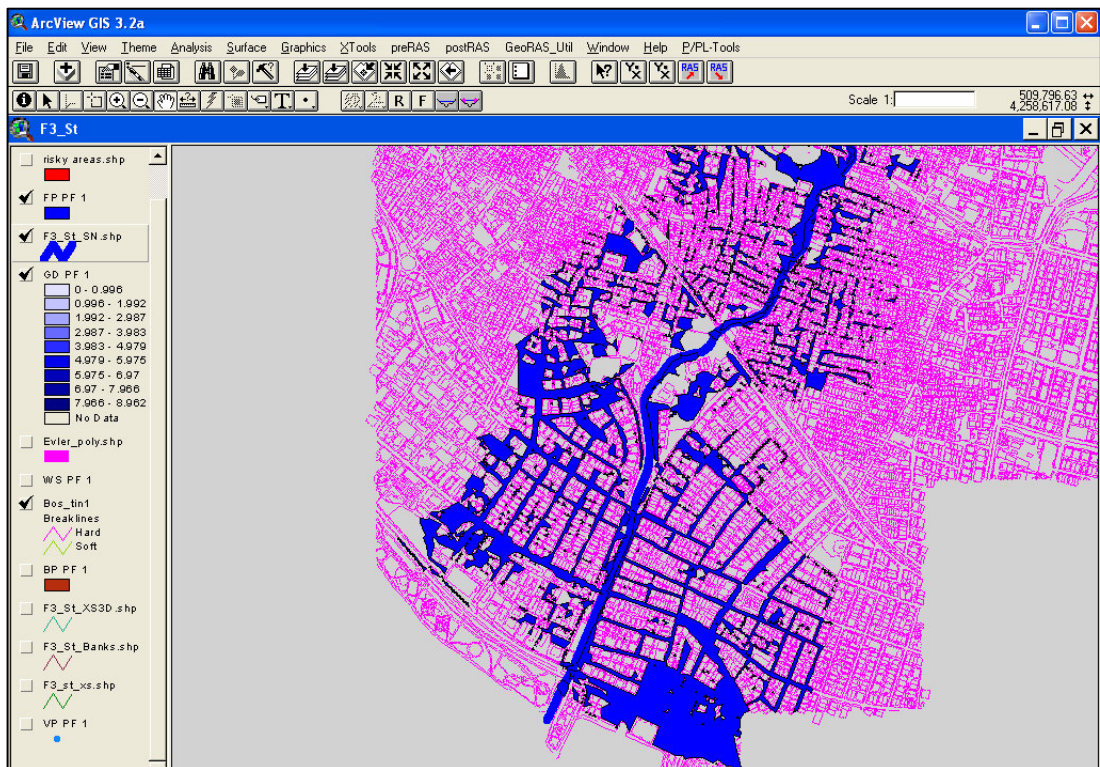 ArcView GIS 3.2a
File Edit View Theme Analysis Surface Graphics XTools preRAS postRAS GeoRAS_Util Window Help P/PL-Tools
RAS RAS
T R F Scale 1: 509,796.63
4,258,617.08
F3_St
risky areas.shp
FP PF 1
F3_St_SN.shp
GD PF 1
0 - 0.996
0.996 - 1.992
1.992 - 2.987
2.987 - 3.983
3.983 - 4.979
4.979 - 5.975
5.975 - 6.97
6.97 - 7.966
7.966 - 8.962
No Data
Evler_poly.shp
WS PF 1
Bos_tin1
Breaklines
Hard
Soft
BP PF 1
F3_St_XS3D.shp
F3_St_Banks.shp
F3_st_xs.shp
VP PF 1